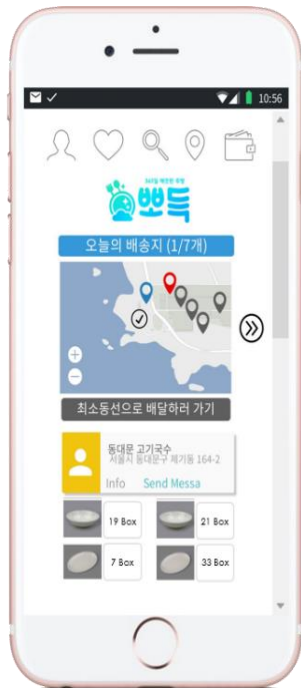 10:56
뽀득
오늘의 배송지 (1/7개)
최소동선으로 배달하러 가기
동대문 고기국수
서울지 동대문구 제기동 164-2
Info Send Messa
19 Box 21 Box
7 Box 33 Box